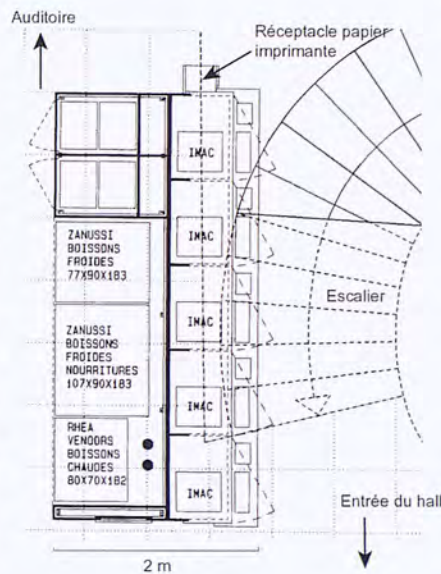 Auditoire
Réceptacle papier
imprimante
IMAC
ZANUSSI
BOISSONS
FROIDES
77X90X183
IMAC
Escalier
IMAC
ZANUSSI
BOISSONS
FROIDES
NOURRITURES
107X90X183
IMAC
RHEA
VENDORS
BOISSONS
CHAUDES
80X70X182
IMAC
Entrée du hall
2 m